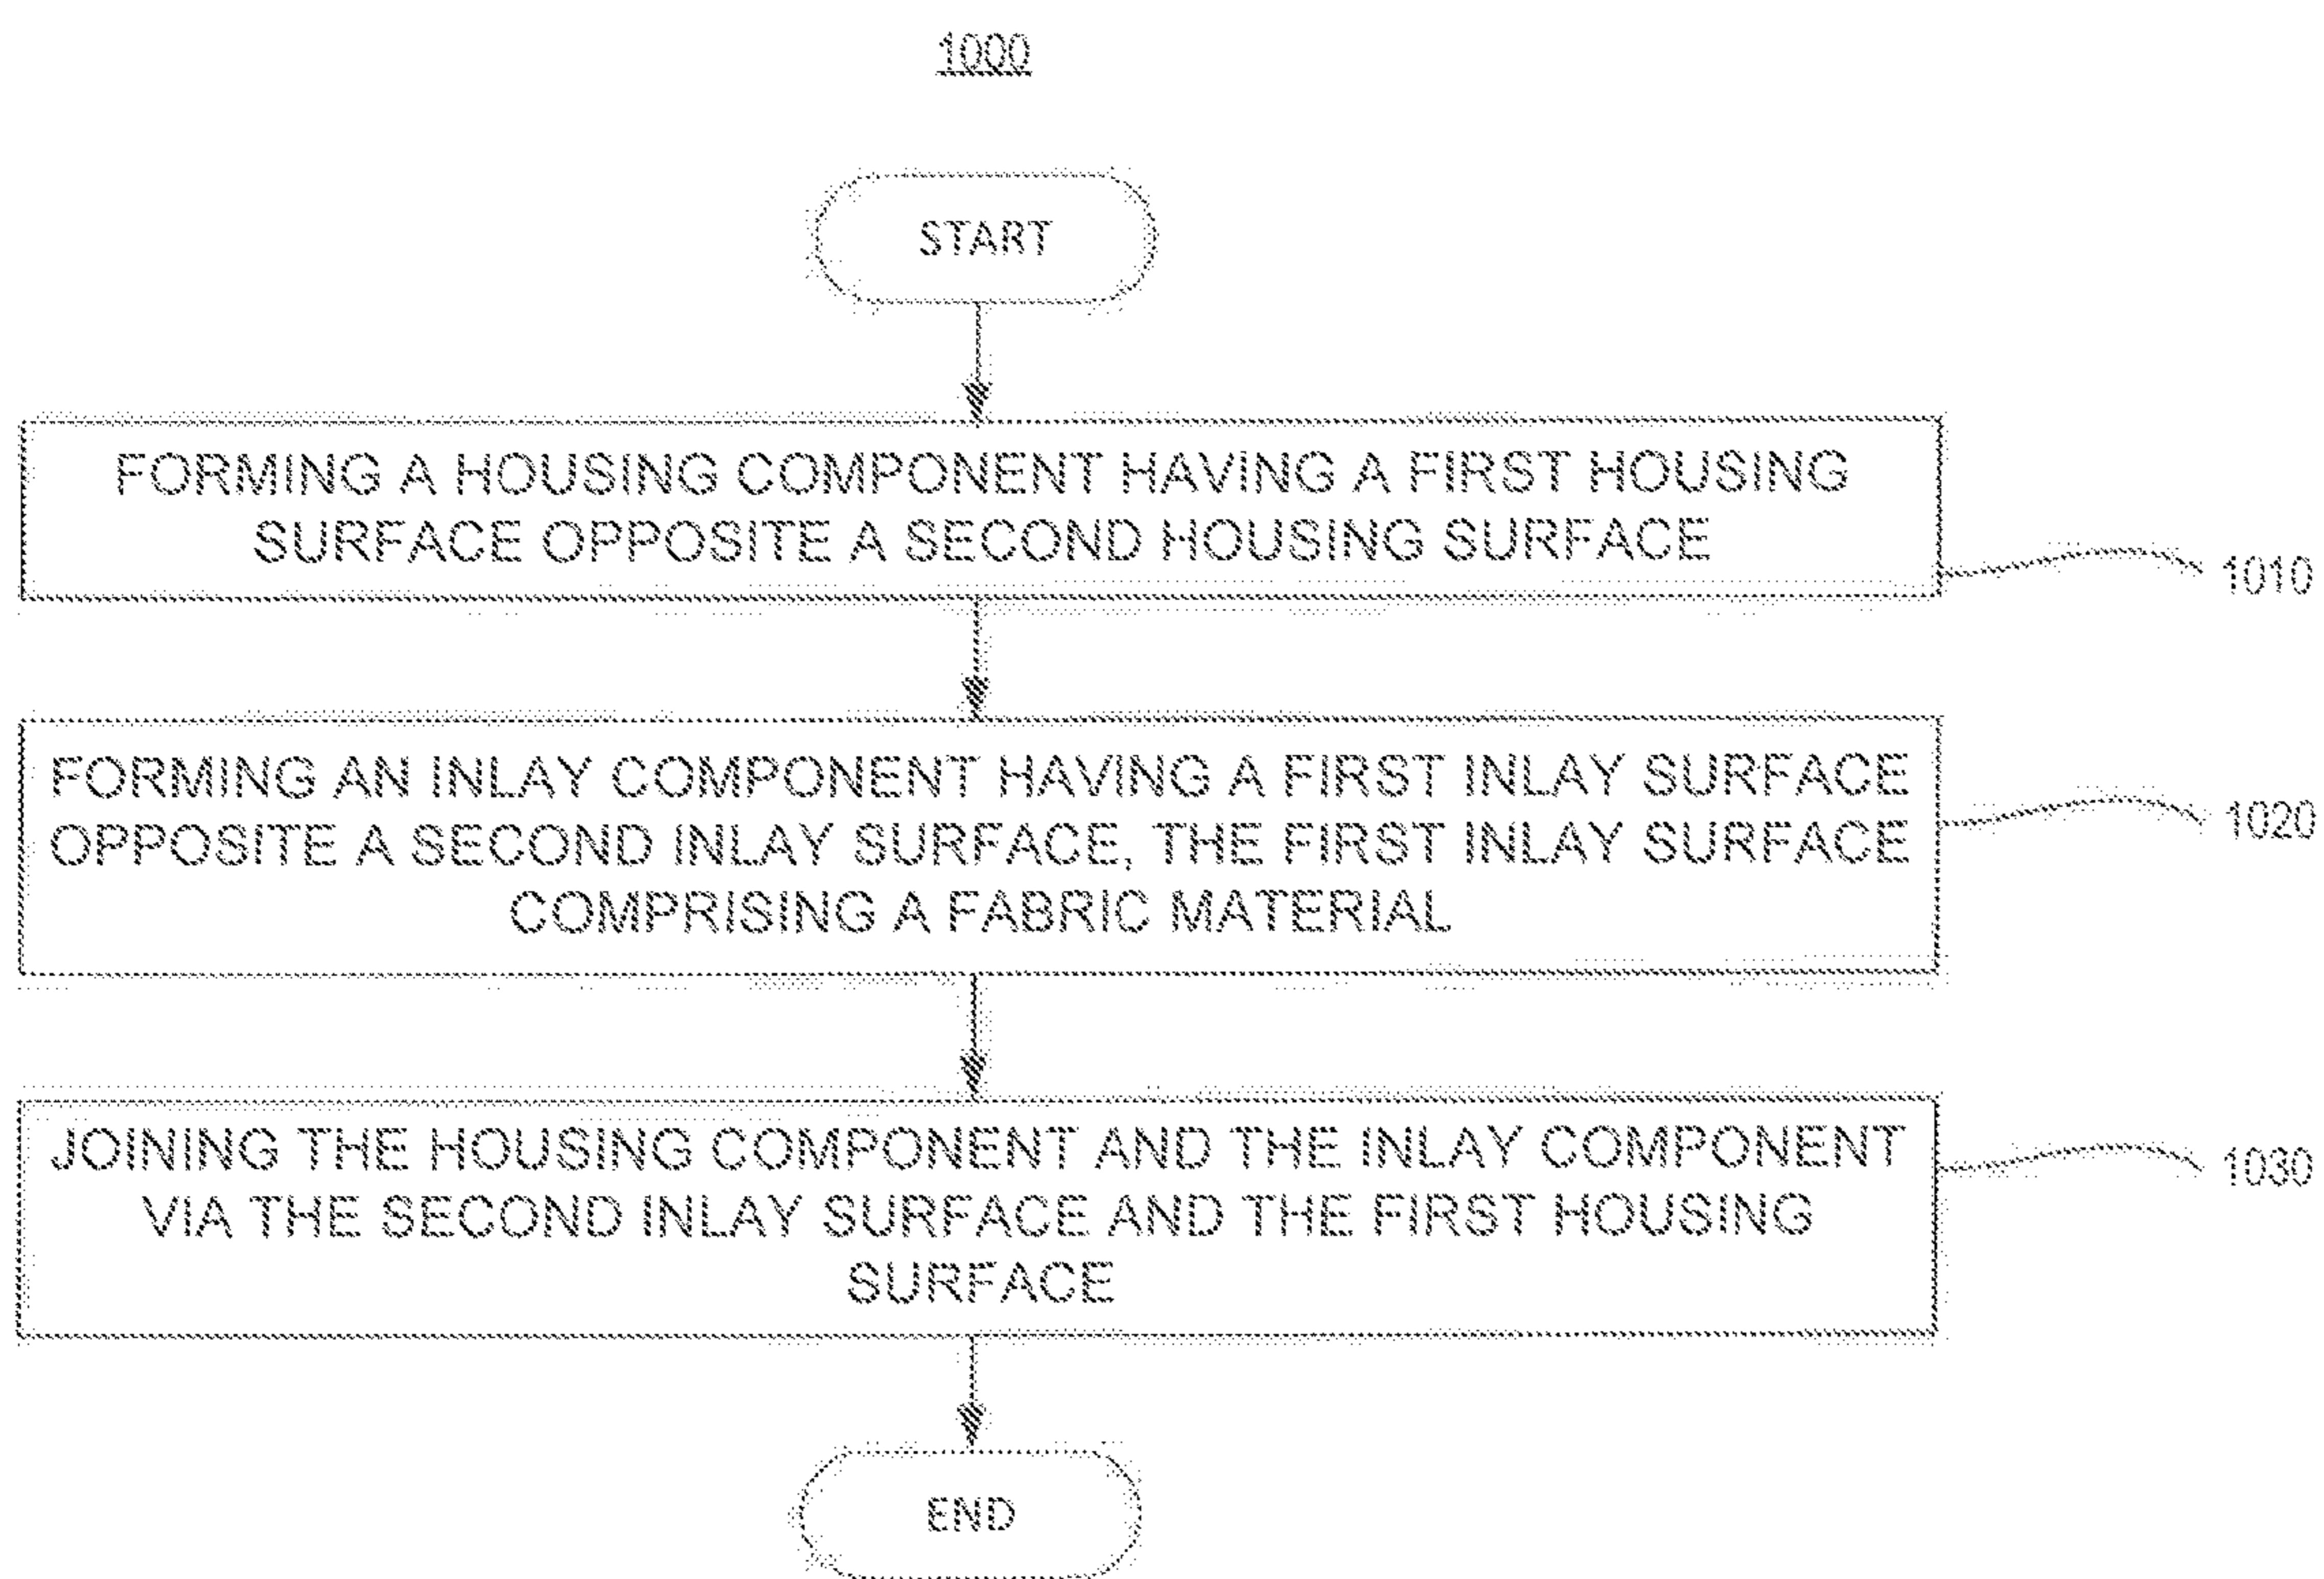 1000
START
FORMING A HOUSING COMPONENT HAVING A FIRST HOUSING
SURFACE OPPOSITE A SECOND HOUSING SURFACE
1010
FORMING AN INLAY COMPONENT HAVING A FIRST INLAY SURFACE
OPPOSITE A SECOND INLAY SURFACE, THE FIRST INLAY SURFACE
COMPRISING A FABRIC MATERIAL
1020
JOINING THE HOUSING COMPONENT AND THE INLAY COMPONENT
VIA THE SECOND INLAY SURFACE AND THE FIRST HOUSING
SURFACE
1030
END